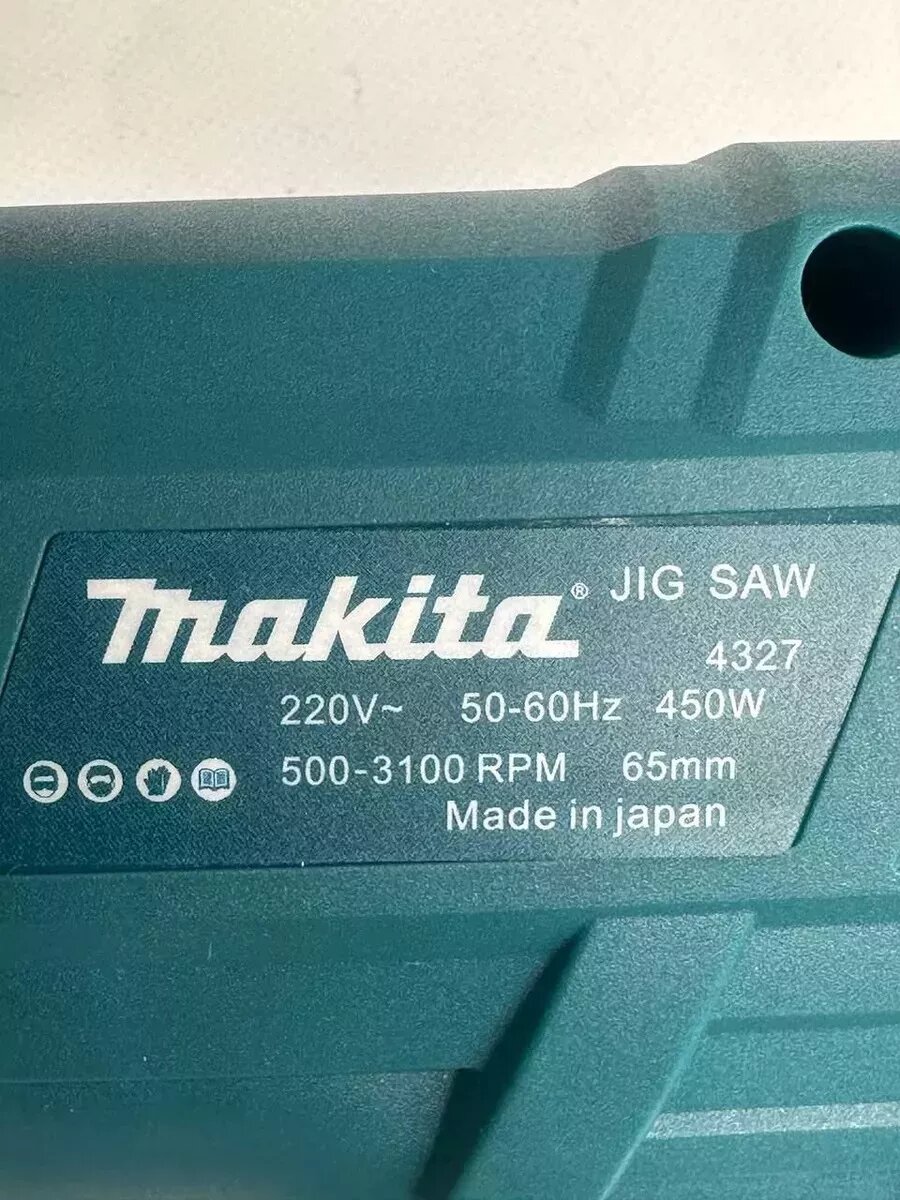 makita® JIG SAW
4327
220V~ 50-60Hz 450W
500-3100 RPM 65mm
Made in japan